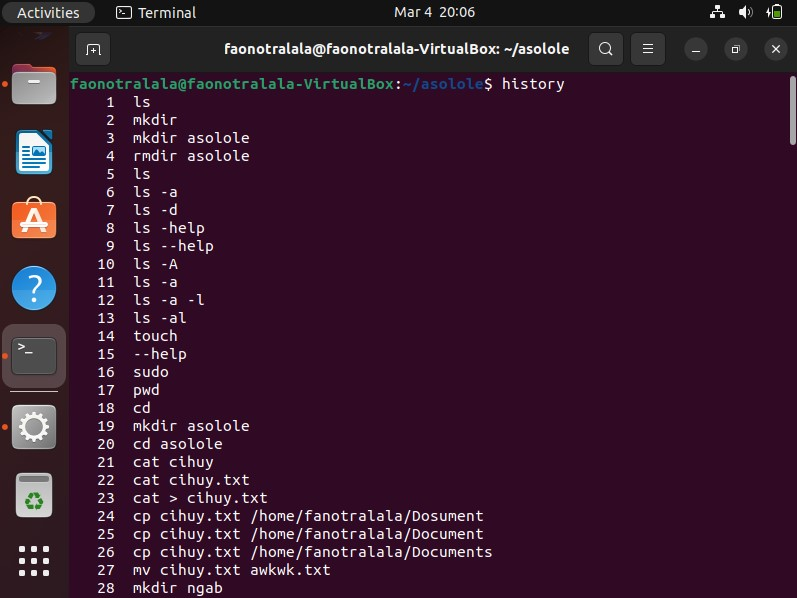 Activities
Terminal
Mar 4 20:06
faonotralala@faonotralala-VirtualBox: ~/asolole
faonotralala@faonotralala-VirtualBox:~/asolole$ history
1 ls
2 mkdir
3 mkdir asolole
4 rmdir asolole
5 ls
6 ls -a
7 ls -d
8 ls -help
9 ls --help
10 ls -A
11 ls -a
12 ls -a -l
13 ls -al
14 touch
15 --help
16 sudo
17 pwd
18 cd
19 mkdir asolole
20 cd asolole
21 cat cihuy
22 cat cihuy.txt
23 cat > cihuy.txt
24 cp cihuy.txt /home/fanotralala/Dosument
25 cp cihuy.txt /home/fanotralala/Document
26 cp cihuy.txt /home/fanotralala/Documents
27 mv cihuy.txt awkwk.txt
28 mkdir ngab